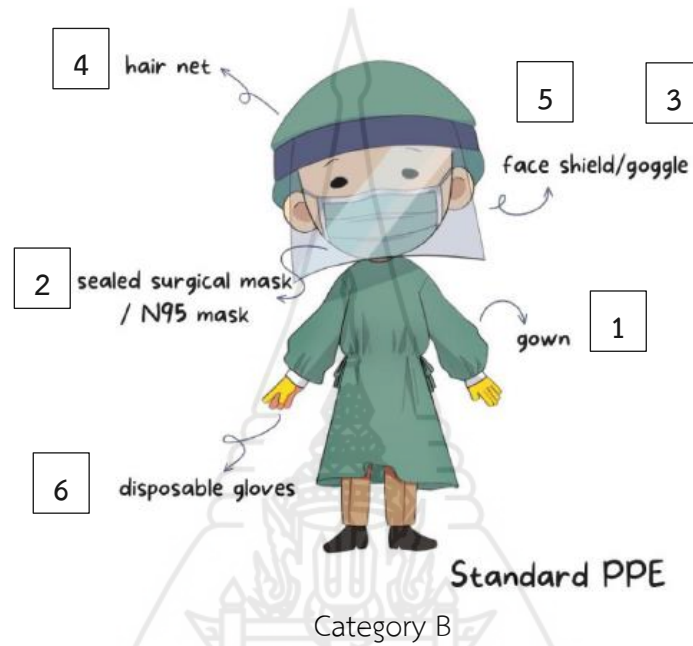 4 hair net
5 3
face shield/goggle
2 sealed surgical mask
/ N95 mask
gown 1
6 disposable gloves
Standard PPE
Category B